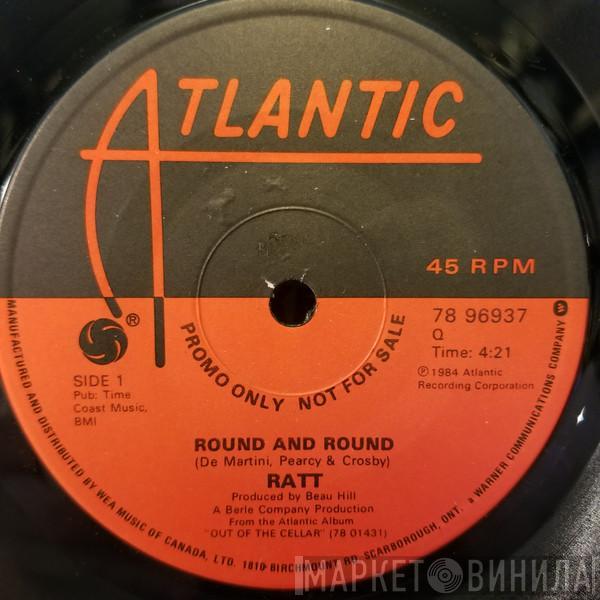 ATLANTIC
45 RPM
78 96937
Q
Time: 4:21
℗ 1984 Atlantic
Recording Corporation
®
SIDE 1
Pub: Time
Coast Music,
BMI
PROMO ONLY NOT FOR SALE
ROUND AND ROUND
(De Martini, Pearcy & Crosby)
RATT
Produced by Beau Hill
A Berle Company Production
From the Atlantic Album
"OUT OF THE CELLAR" (78 01431)
MANUFACTURED AND DISTRIBUTED BY WEA MUSIC OF CANADA, LTD. 1810 BIRCHMOUNT RD, SCARBOROUGH, ONT. a WARNER COMMUNICATIONS COMPANY W
МАРКЕТ ВИНИЛА